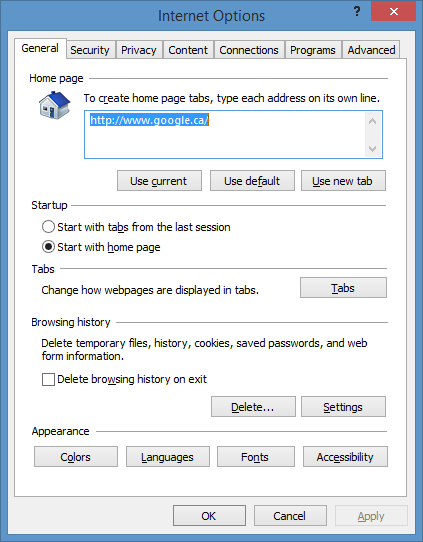 Internet Options
?
General Security Privacy Content Connections Programs Advanced
Home page
To create home page tabs, type each address on its own line.
http://www.google.ca/
Use current Use default Use new tab
Startup
Start with tabs from the last session
Start with home page
Tabs
Change how webpages are displayed in tabs. Tabs
Browsing history
Delete temporary files, history, cookies, saved passwords, and web
form information.
Delete browsing history on exit
Delete... Settings
Appearance
Colors Languages Fonts Accessibility
OK Cancel Apply